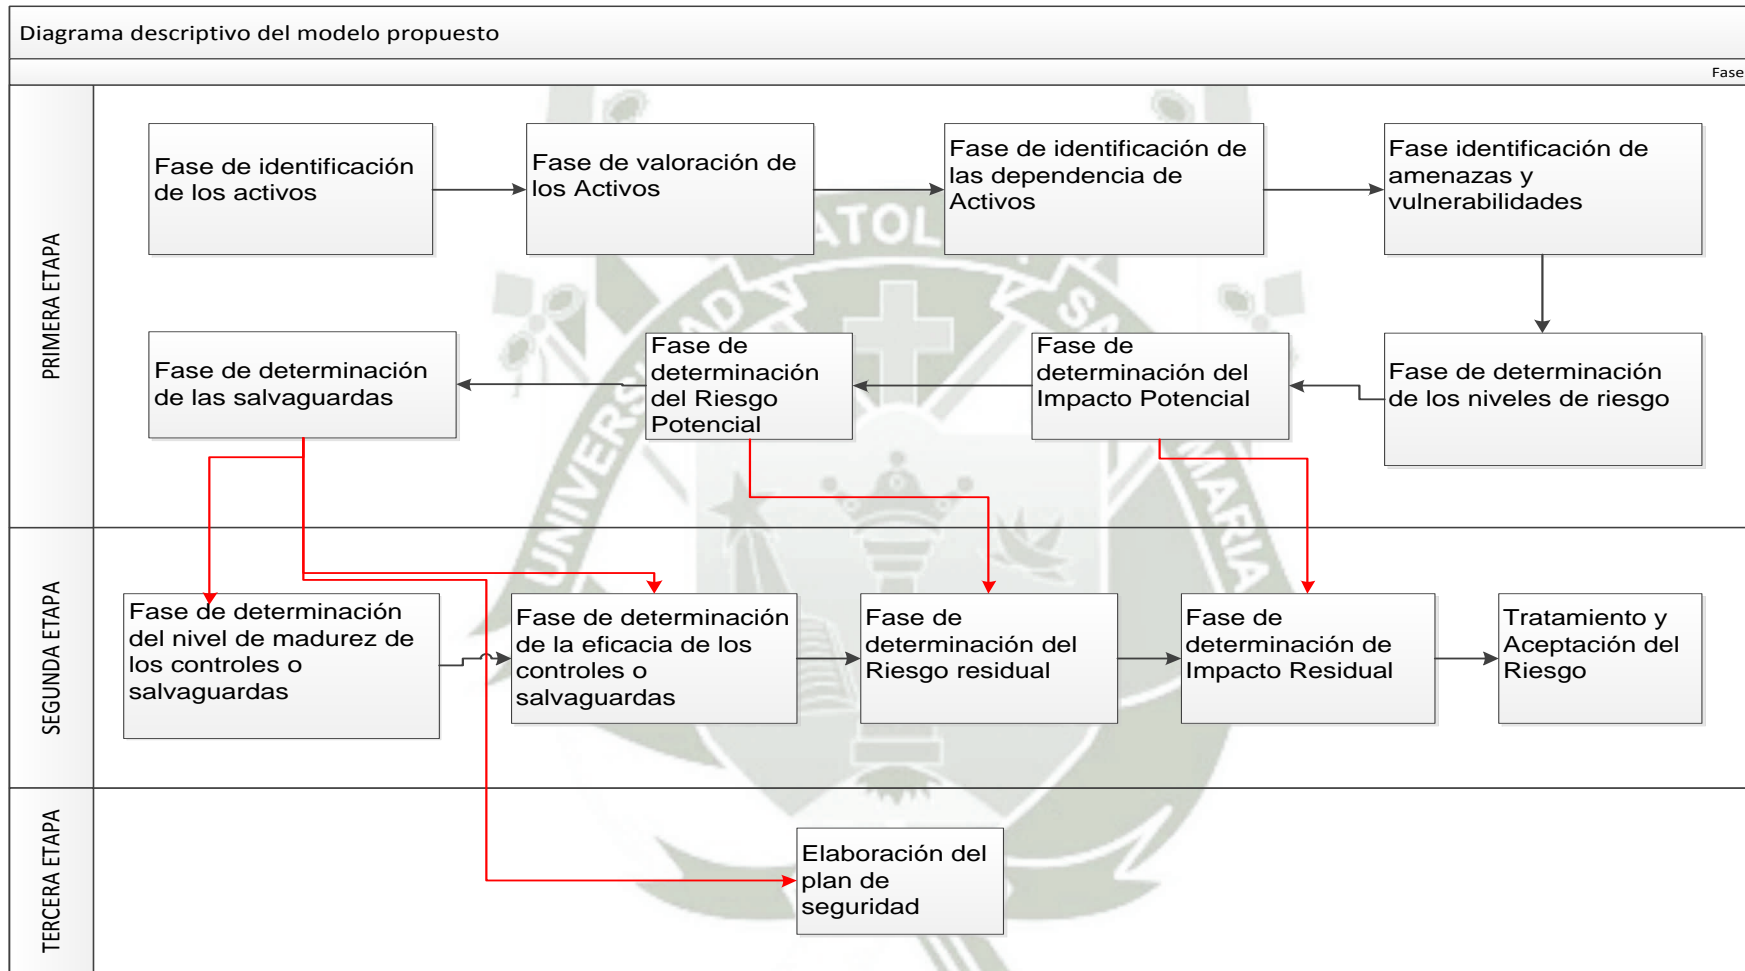 Diagrama descriptivo del modelo propuesto
Fase
PRIMERA ETAPA
Fase de identificación
de los activos
Fase de valoración de
los Activos
Fase de identificación de
las dependencia de
Activos
Fase identificación de
amenazas y
vulnerabilidades
Fase de determinación
de las salvaguardas
Fase de
determinación
del Riesgo
Potencial
Fase de
determinación del
Impacto Potencial
Fase de determinación
de los niveles de riesgo
SEGUNDA ETAPA
Fase de determinación
del nivel de madurez de
los controles o
salvaguardas
Fase de determinación
de la eficacia de los
controles o
salvaguardas
Fase de
determinación del
Riesgo residual
Fase de
determinación de
Impacto Residual
Tratamiento y
Aceptación del
Riesgo
TERCERA ETAPA
Elaboración del
plan de
seguridad
UNIVERSIDAD
MARIA